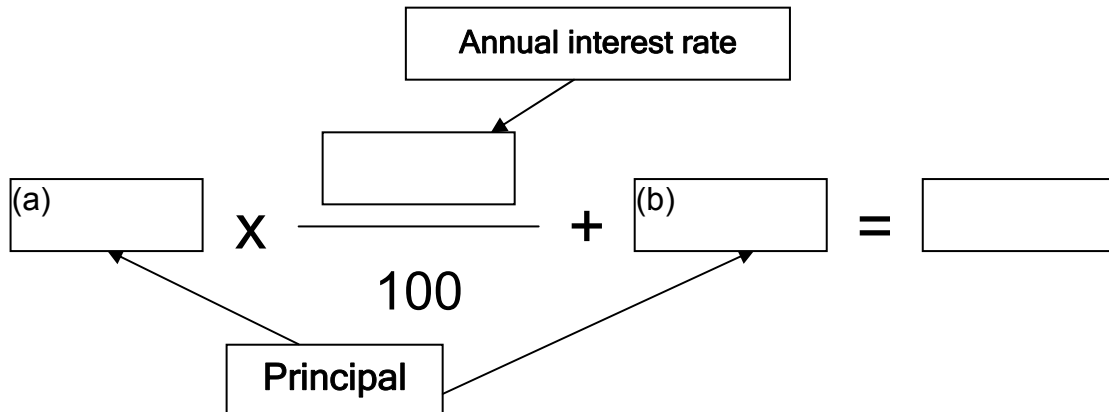 Annual interest rate
(a)
x
+
(b)
=
100
Principal